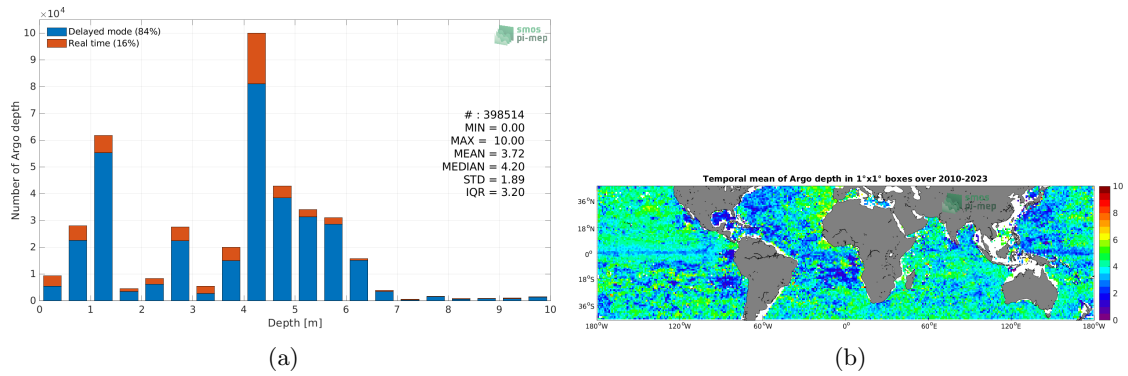 ×10⁴
Delayed mode (84%)
Real time (16%)
smos
pi-mep
10
9
8
7
6
5
4
3
2
1
0
Number of Argo depth
# : 398514
MIN = 0.00
MAX = 10.00
MEAN = 3.72
MEDIAN = 4.20
STD = 1.89
IQR = 3.20
0 1 2 3 4 5 6 7 8 9 10
Depth [m]
(a)
Temporal mean of Argo depth in 1°x1° boxes over 2010-2023
smos
pi-mep
36°N
18°N
0°
18°S
36°S
180°W 120°W 60°W 0° 60°E 120°E 180°W
10
8
6
4
2
0
(b)